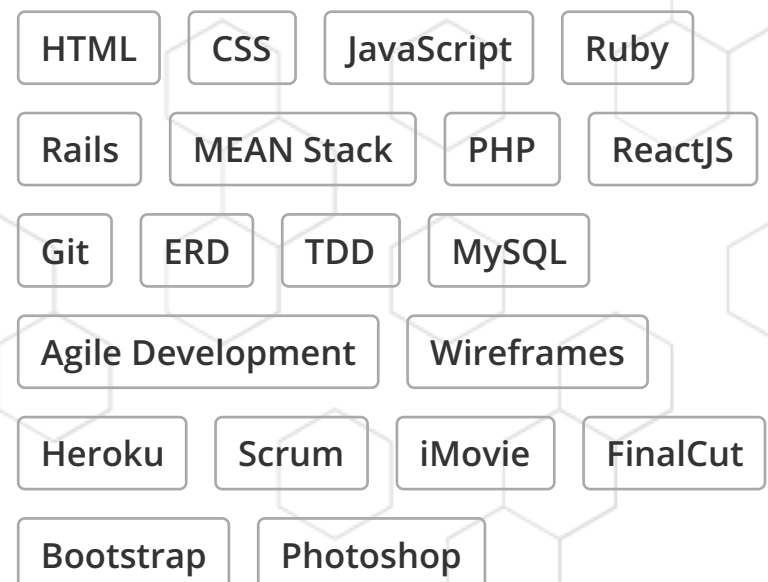 HTML CSS JavaScript Ruby
Rails MEAN Stack PHP ReactJS
Git ERD TDD MySQL
Agile Development Wireframes
Heroku Scrum iMovie FinalCut
Bootstrap Photoshop